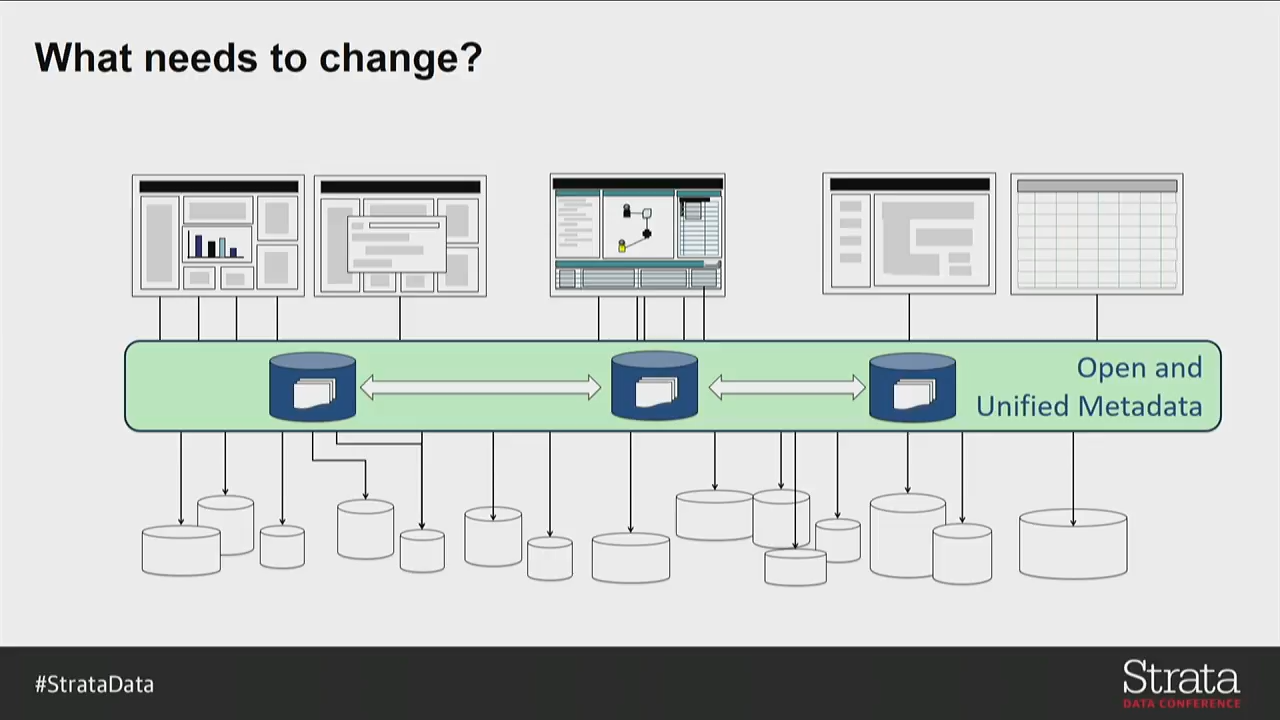 What needs to change?
Open and
Unified Metadata
#StrataData
Strata
DATA CONFERENCE